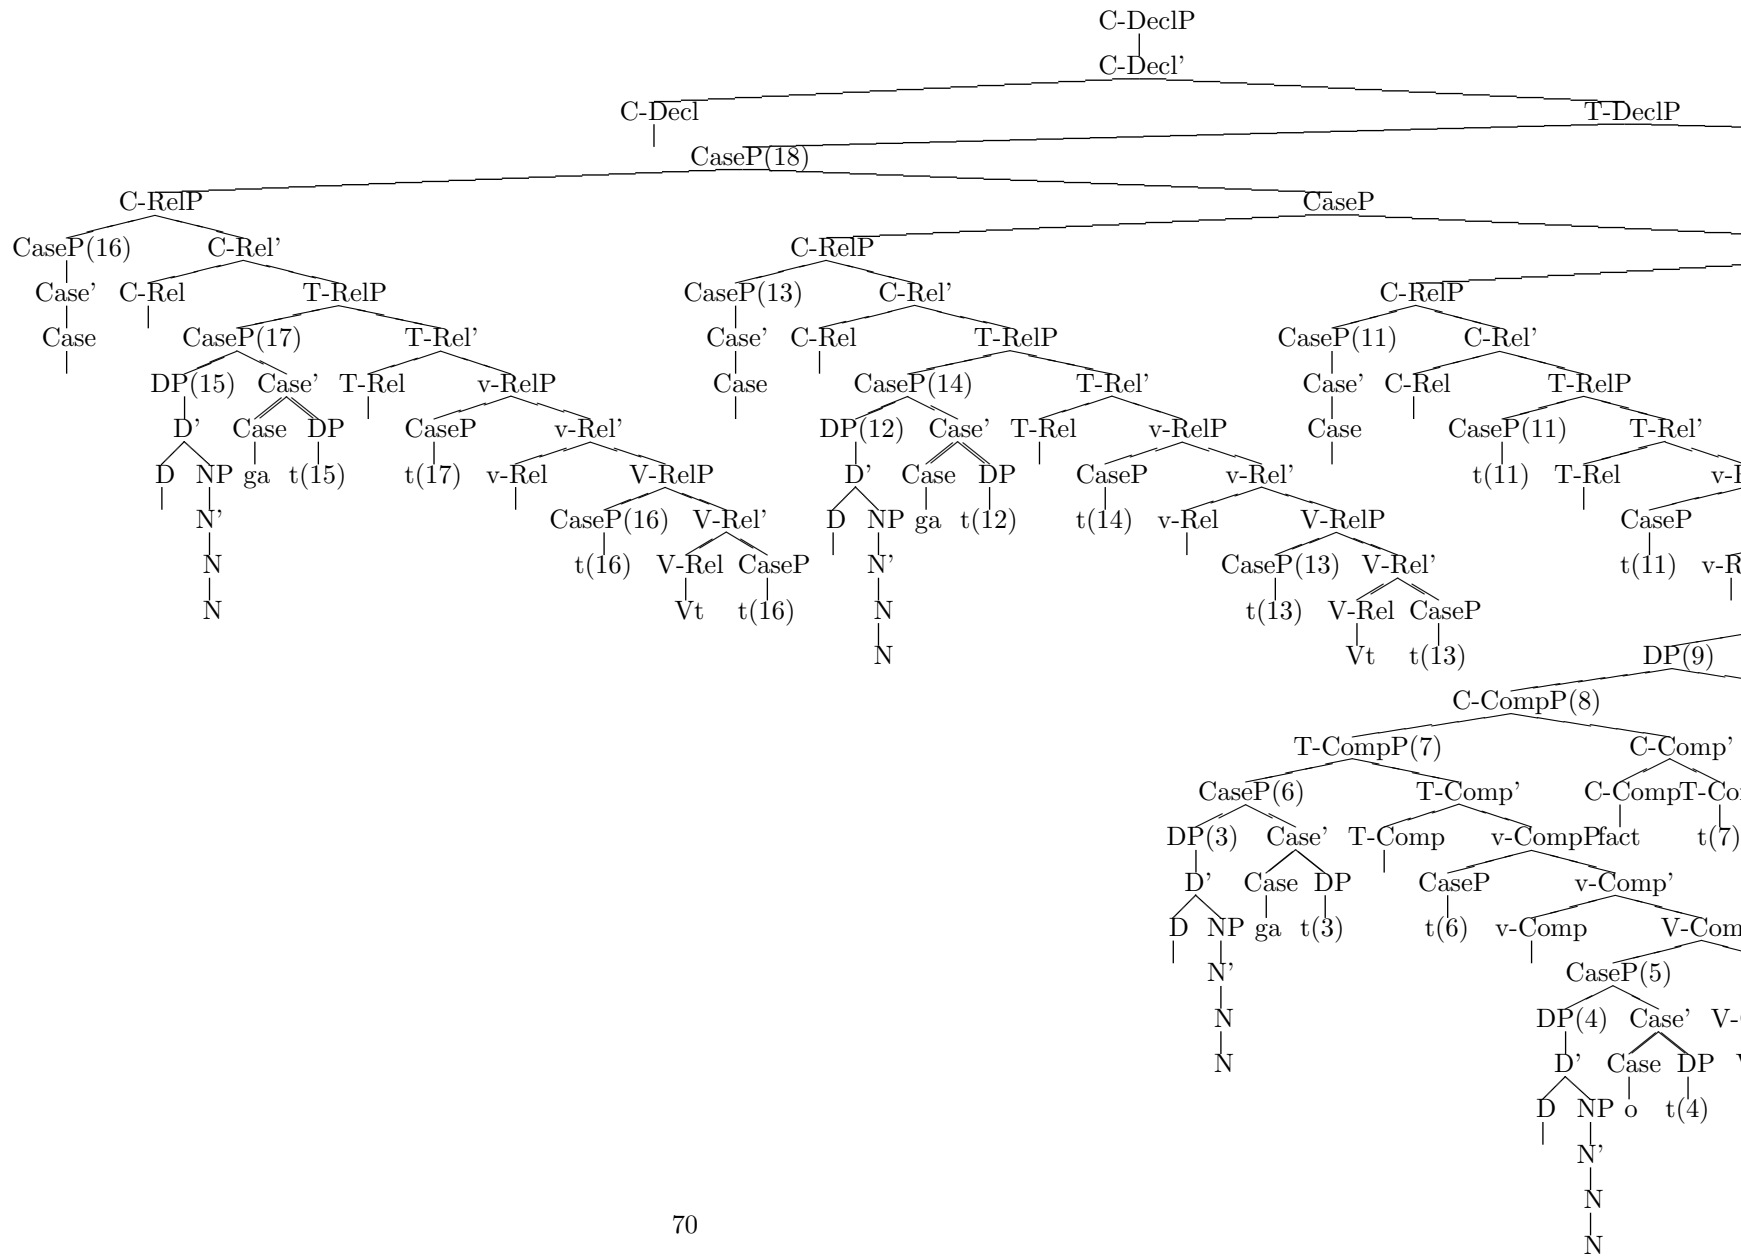 C-DeclP
C-Decl’
C-Decl T-DeclP
CaseP(18)
C-RelP CaseP
CaseP(16) C-Rel’ C-RelP
Case’ C-Rel T-RelP CaseP(13) C-Rel’ C-RelP
Case CaseP(17) T-Rel’ Case’ C-Rel T-RelP CaseP(11) C-Rel’
DP(15) Case’ T-Rel v-RelP Case CaseP(14) T-Rel’ Case’ C-Rel T-RelP
D’ Case DP CaseP v-Rel’ DP(12) Case’ T-Rel v-RelP Case CaseP(11) T-Rel’
D NP ga t(15) t(17) v-Rel V-RelP D’ Case DP CaseP v-Rel’ t(11) T-Rel
N’ CaseP(16) V-Rel’ D NP ga t(12) t(14) v-Rel V-RelP CaseP
N t(16) V-Rel CaseP N’ CaseP(13) V-Rel’ t(11)
N Vt t(16) N t(13) V-Rel CaseP
N Vt t(13) DP(9)
C-CompP(8)
T-CompP(7) C-Comp’
CaseP(6) T-Comp’ C-Comp
DP(3) Case’ T-Comp v-CompP fact t(7)
D’ Case DP CaseP v-Comp’
D NP ga t(3) t(6) v-Comp
N’ CaseP(5)
N DP(4) Case’
N D’ Case DP
D NP o t(4)
N’
N
70
N